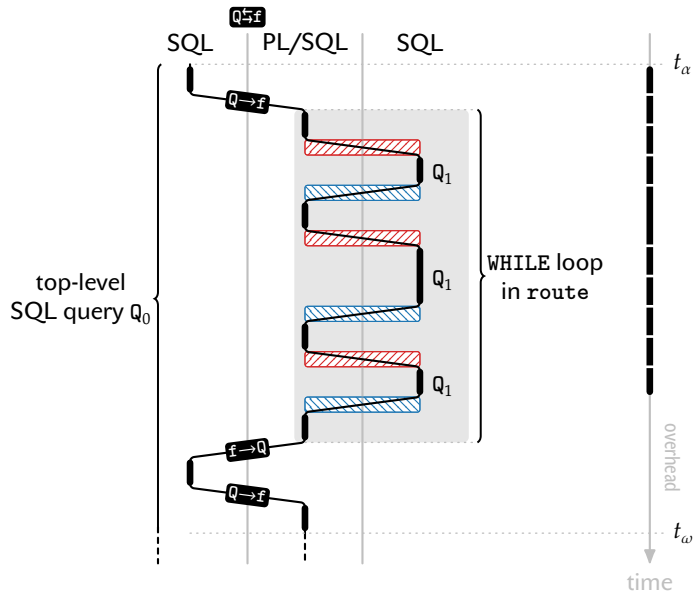 Q⇆f
SQL PL/SQL SQL
t_α
Q→f
Q₁
WHILE loop
in route
Q₁
top-level
SQL query Q₀
Q₁
f→Q
overhead
Q→f
t_ω
time